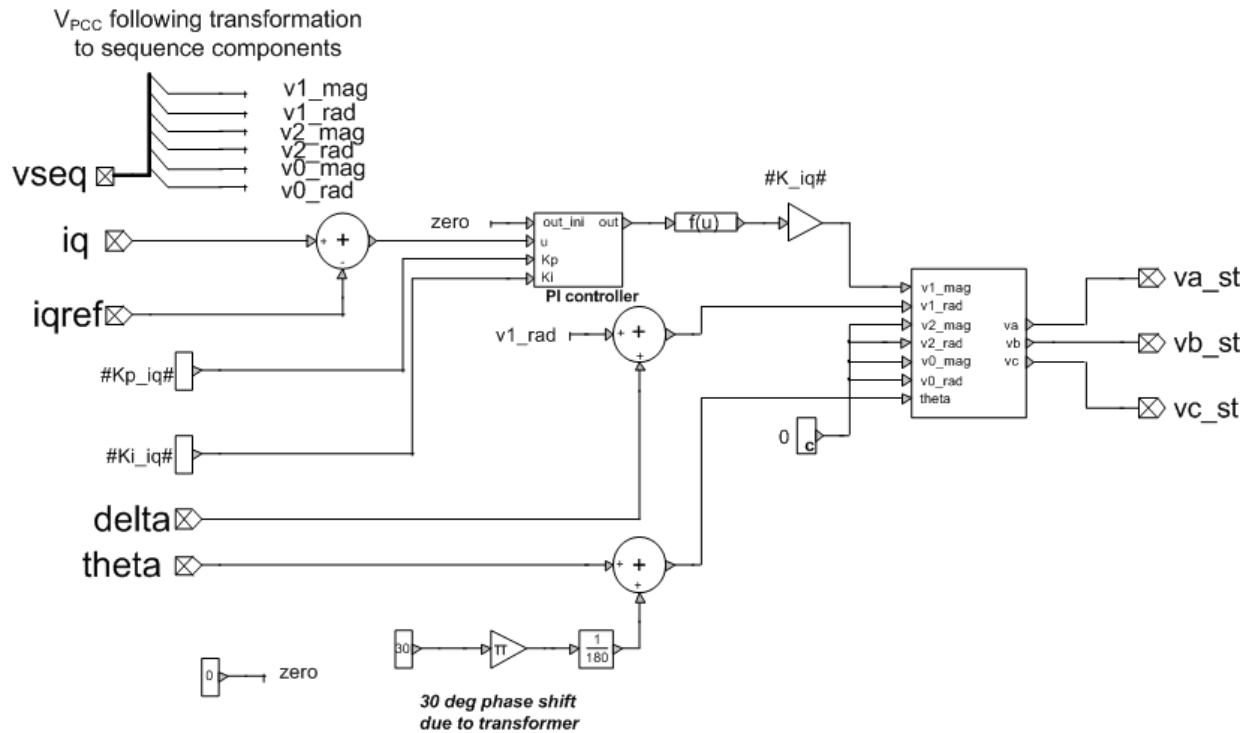 VPCC following transformation
to sequence components
v1_mag
v1_rad
v2_mag
v2_rad
v0_mag
v0_rad
vseq
#K_iq#
zero
out_ini out
u
Kp
Ki
PI controller
f(u)
iq
+
+
-
iqref
v1_rad
+
+
+
#Kp_iq#
#Ki_iq#
v1_mag
v1_rad
v2_mag
v2_rad
v0_mag
v0_rad
theta
va
vb
vc
va_st
vb_st
vc_st
0
c
delta
theta
+
+
+
30
π
1
180
0
zero
30 deg phase shift
due to transformer